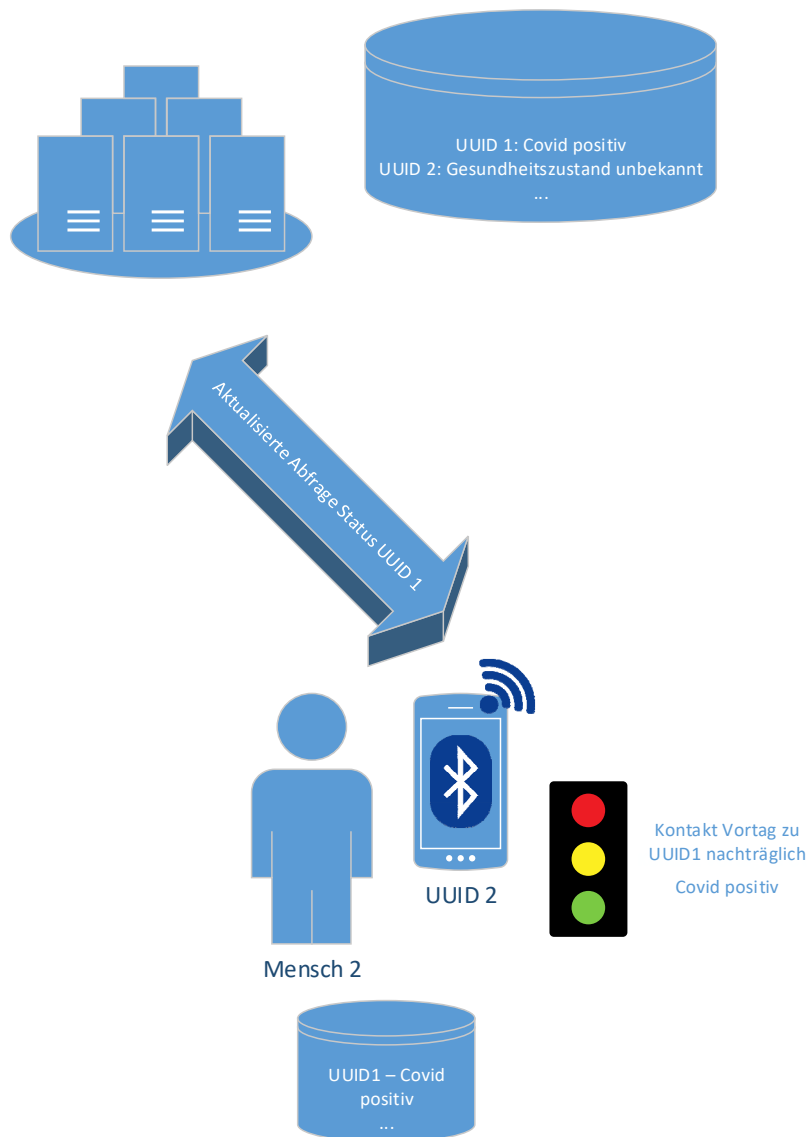 UUID 1: Covid positiv
UUID 2: Gesundheitszustand unbekannt
...
Aktualisierte Abfrage Status UUID 1
UUID 2
Kontakt Vortag zu
UUID1 nachträglich
Covid positiv
Mensch 2
UUID1 – Covid
positiv
...